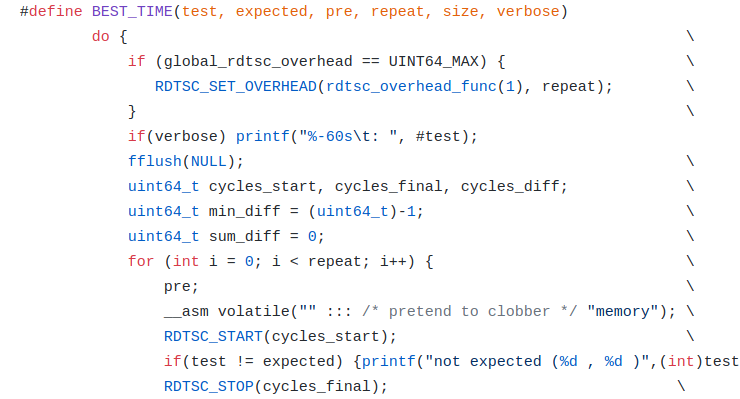 #define BEST_TIME(test, expected, pre, repeat, size, verbose)
do { \
if (global_rdtsc_overhead == UINT64_MAX) { \
RDTSC_SET_OVERHEAD(rdtsc_overhead_func(1), repeat); \
} \
if(verbose) printf("%-60s\t: ", #test);
fflush(NULL); \
uint64_t cycles_start, cycles_final, cycles_diff; \
uint64_t min_diff = (uint64_t)-1; \
uint64_t sum_diff = 0; \
for (int i = 0; i < repeat; i++) { \
pre; \
__asm volatile("" ::: /* pretend to clobber */ "memory"); \
RDTSC_START(cycles_start); \
if(test != expected) {printf("not expected (%d , %d )",(int)test
RDTSC_STOP(cycles_final); \